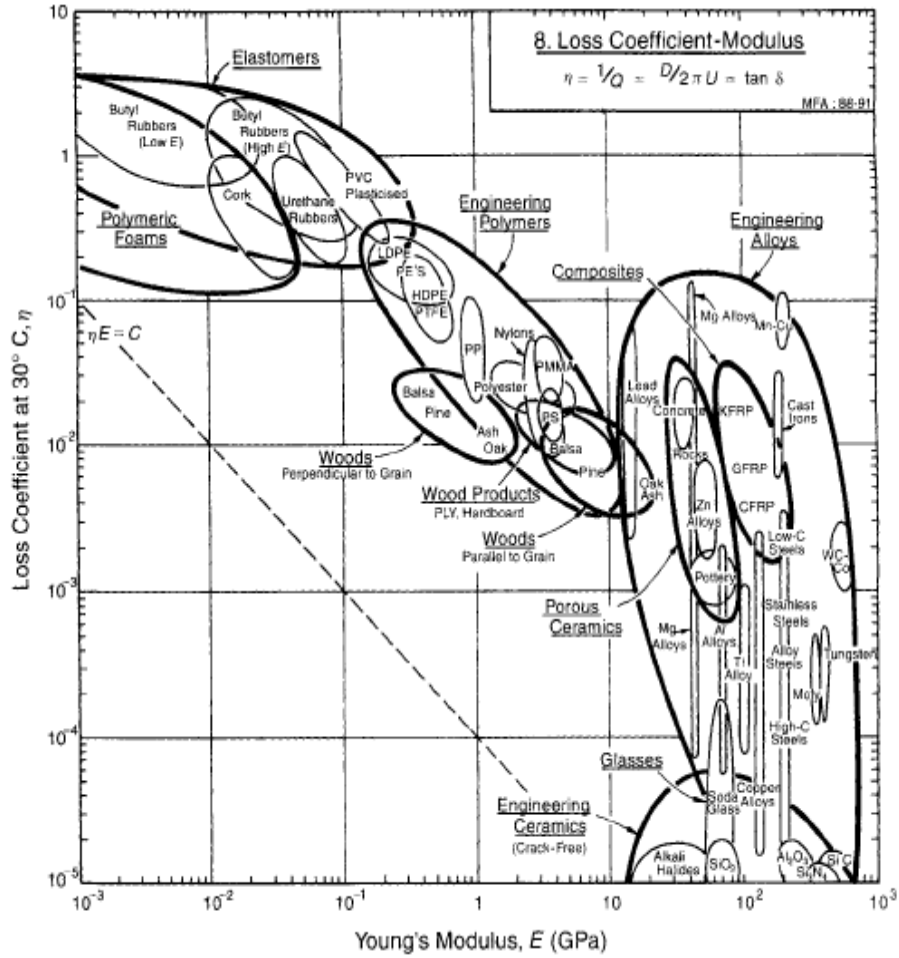 8. Loss Coefficient-Modulus
η = 1/Q = D/2πU = tan δ
MFA : 88-91
Elastomers
Butyl
Rubbers
(Low E)
Butyl
Rubbers
(High E)
Cork
Urethane
Rubbers
PVC
Plasticised
Polymeric
Foams
Engineering
Polymers
LDPE
PE'S
HDPE
PTFE
PP
Nylons
PMMA
Polyester
PS
Balsa
Pine
Ash
Oak
Woods
Perpendicular to Grain
Wood Products
PLY, Hardboard
Balsa
Pine
Oak
Ash
Woods
Parallel to Grain
Engineering
Alloys
Composites
Mg Alloys
Mn-Cu
Lead
Alloys
Concrete
KFRP
Cast
Irons
Rocks
GFRP
Zn
Alloys
CFRP
Low-C
Steels
WC-
Co
Pottery
Porous
Ceramics
Stainless
Steels
Mg
Alloys
Al
Alloys
Ti
Alloy
Alloy
Steels
Tungsten
Moly
High-C
Steels
Glasses
Soda
Glass
Copper
Alloys
Engineering
Ceramics
(Crack-Free)
Alkali
Halides
SiO2
Al2O3
SiC
Si3N4
ηE = C
Loss Coefficient at 30° C, η
10
1
10⁻¹
10⁻²
10⁻³
10⁻⁴
10⁻⁵
10⁻³
10⁻²
10⁻¹
1
10
10²
10³
Young's Modulus, E (GPa)